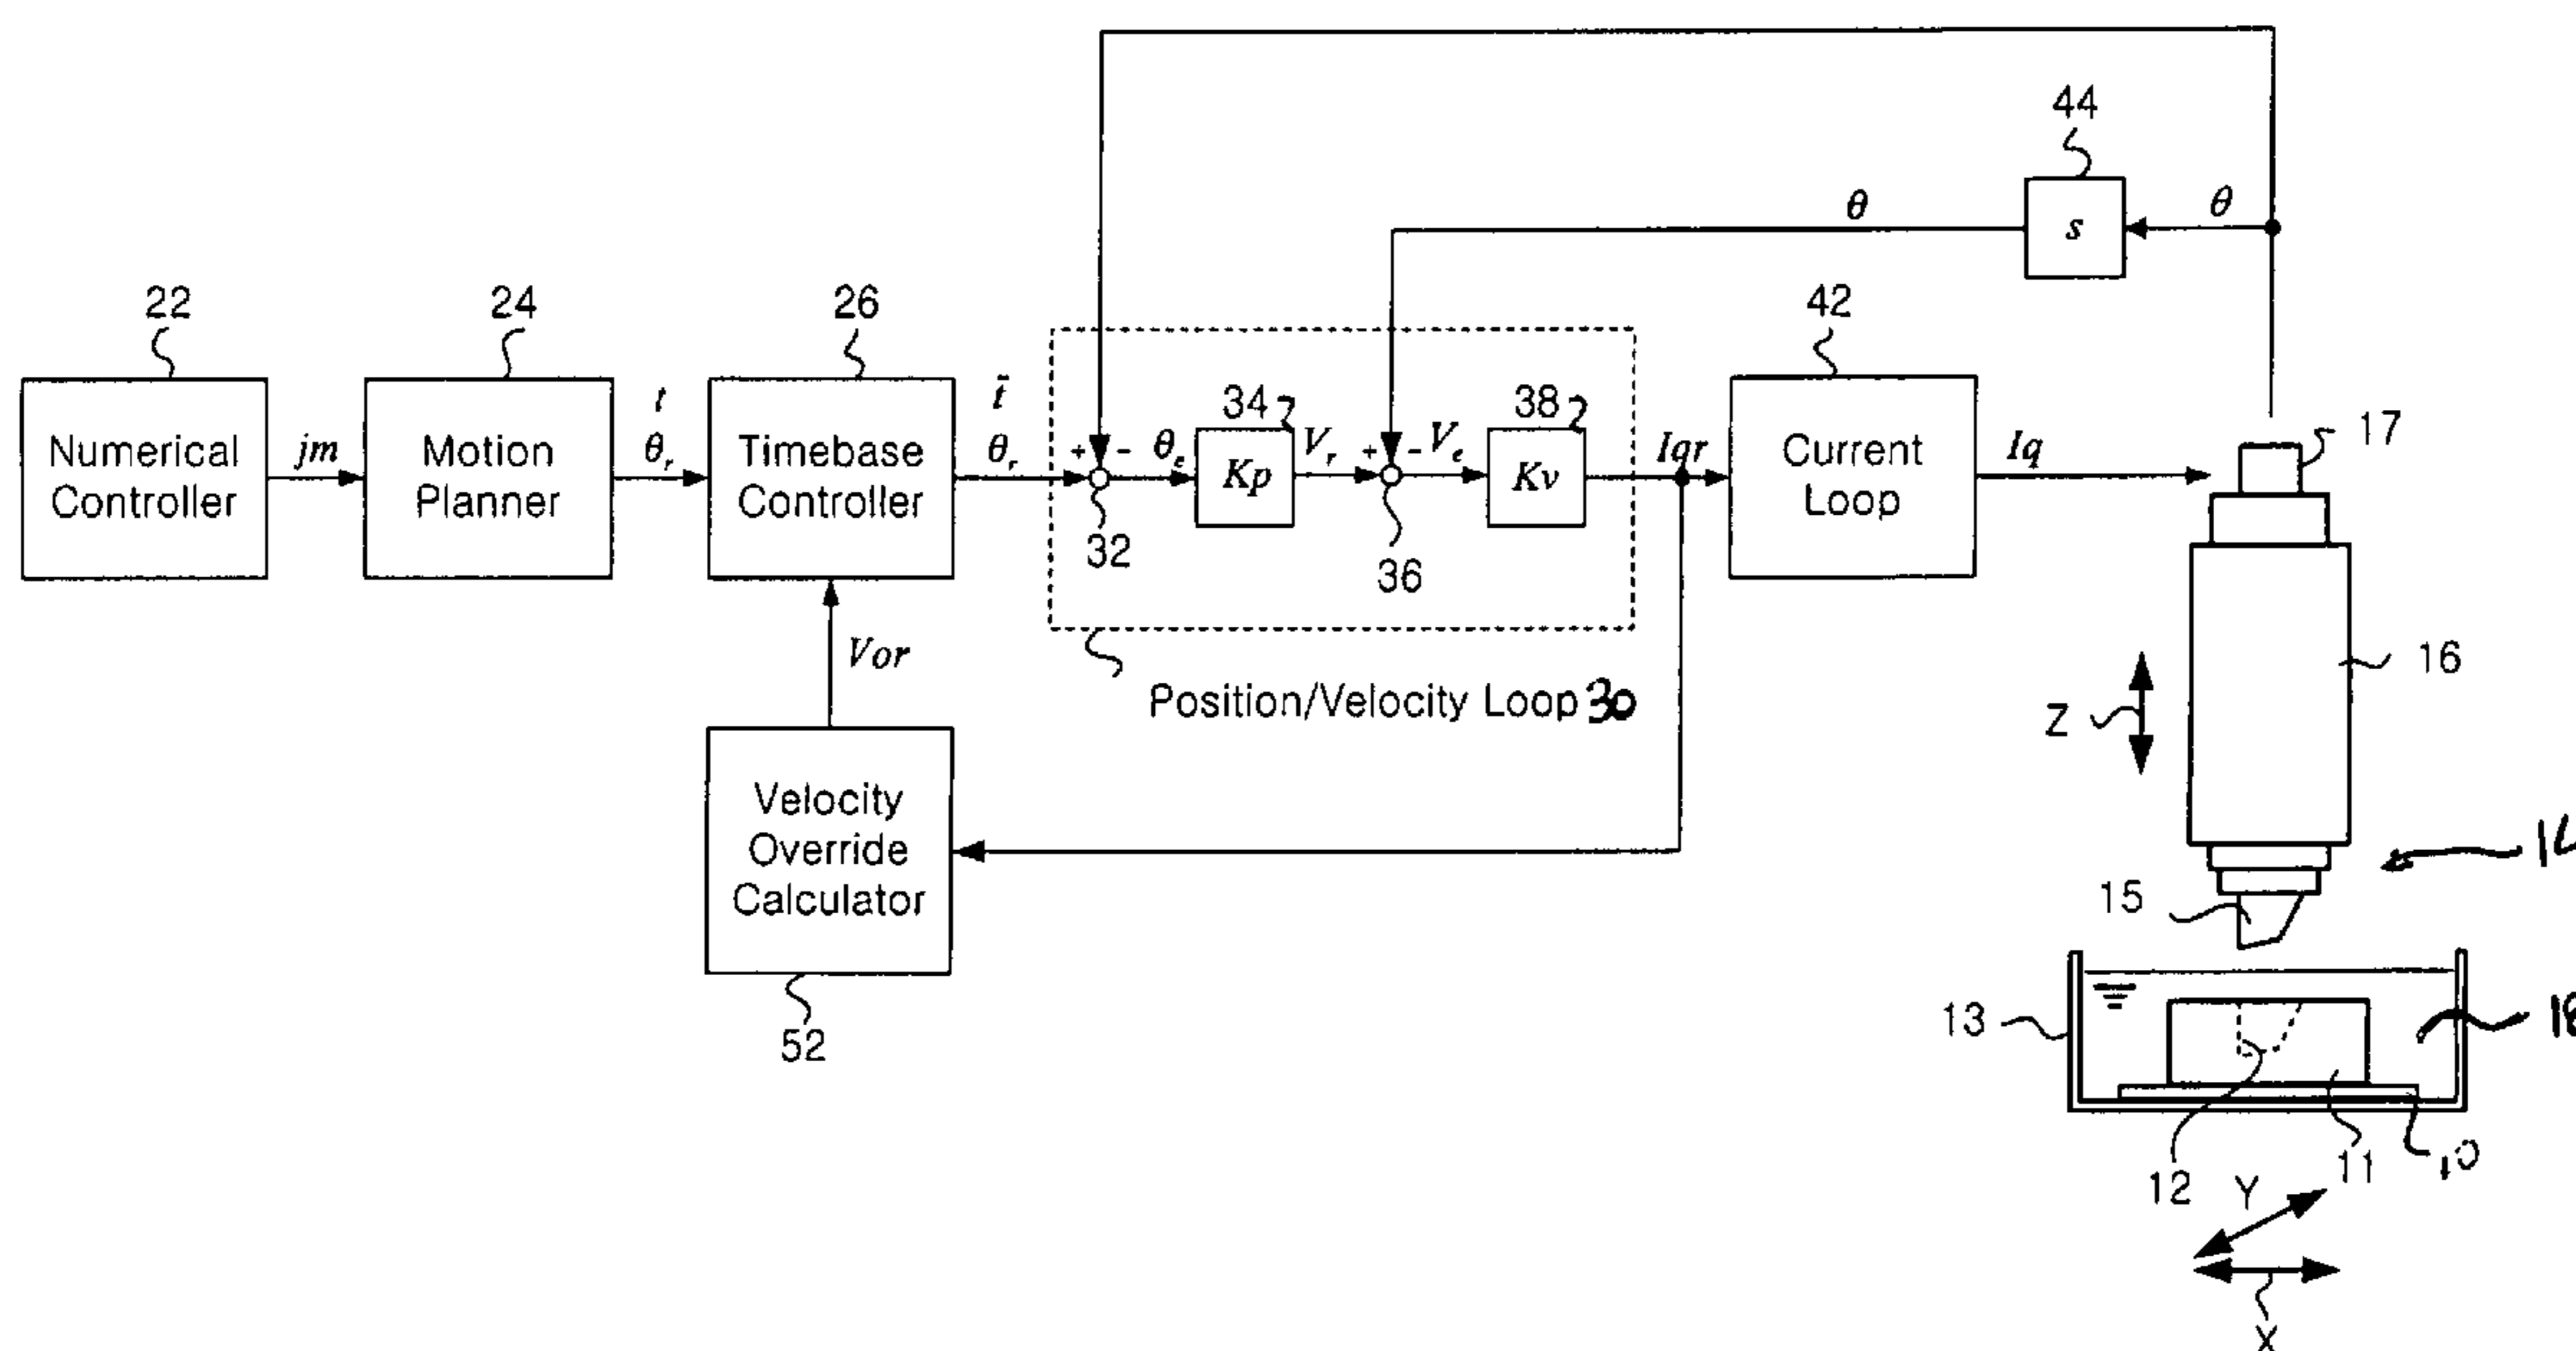 44
θ
s
θ
22
24
26
42
Numerical
Controller
jm
Motion
Planner
t
θr
Timebase
Controller
t̄
θr
+
-
32
θe
34
Kp
Vr
+
-
36
Ve
38
Kv
Iqr
Current
Loop
Iq
17
16
Z
Position/Velocity Loop 30
Vor
Velocity
Override
Calculator
52
15
13
12
11
10
Y
X